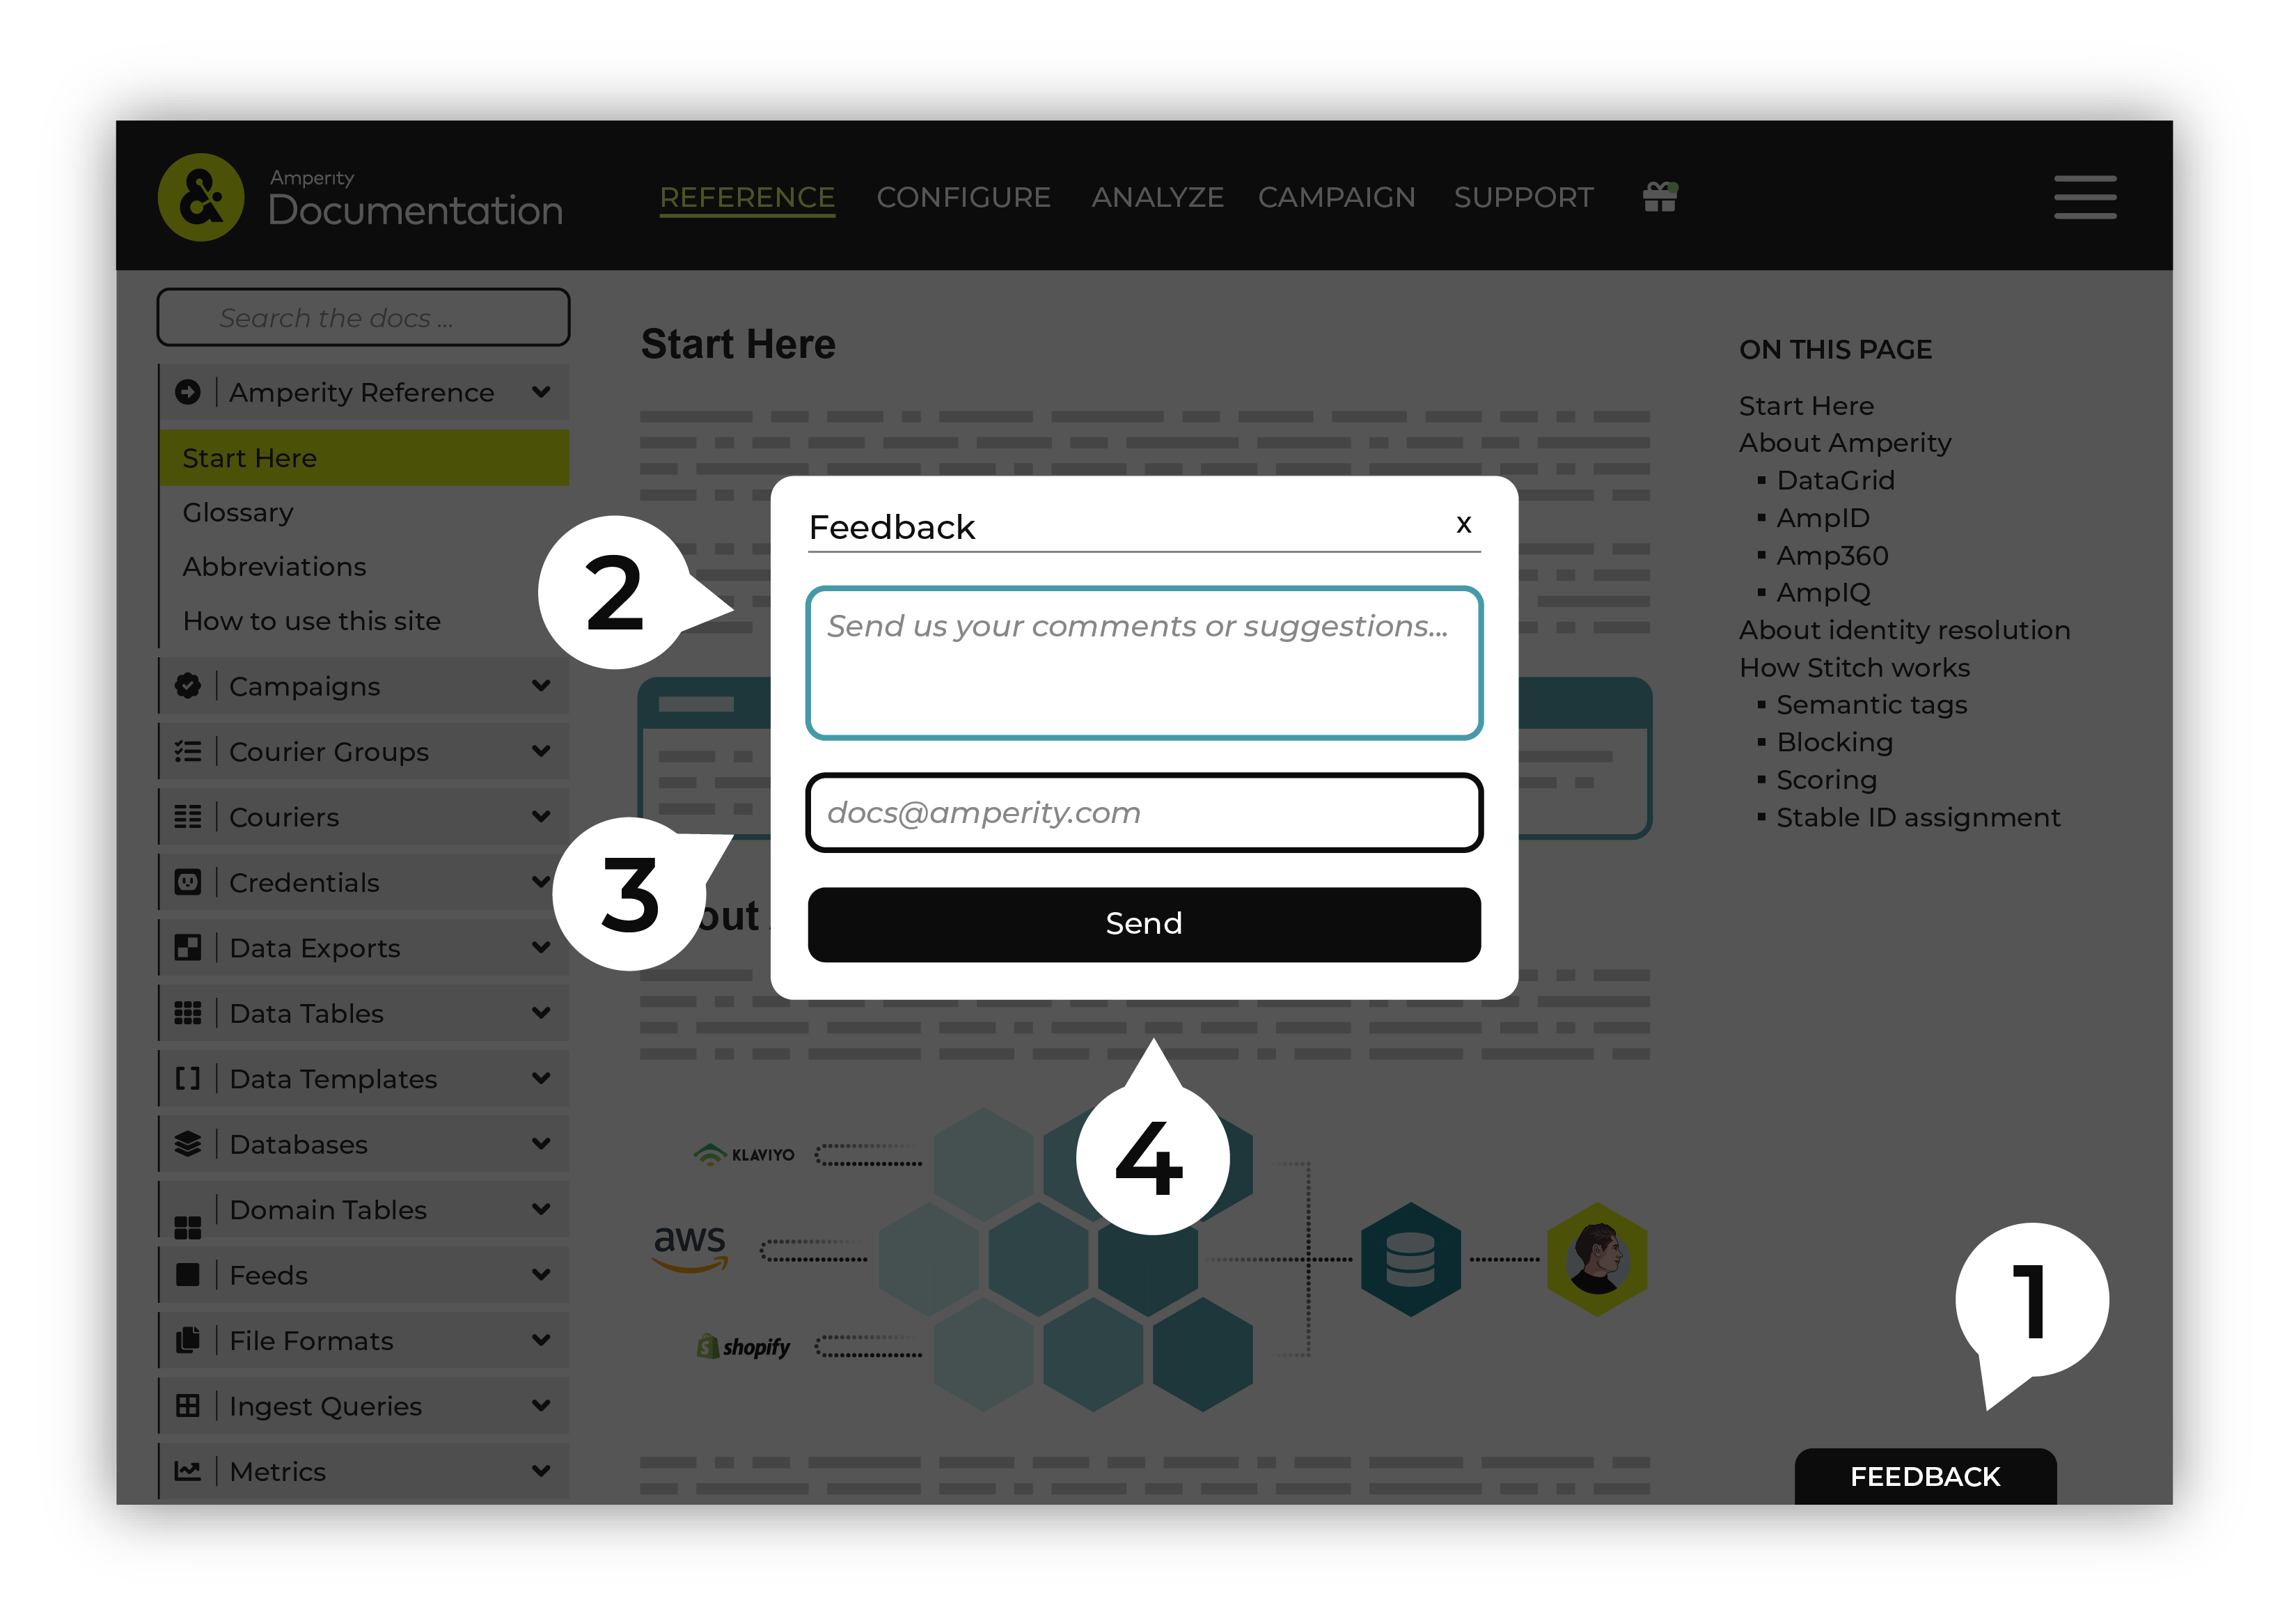 Amperity
Documentation
REFERENCE CONFIGURE ANALYZE CAMPAIGN SUPPORT
Search the docs ...
Amperity Reference
Start Here
Glossary
Abbreviations
How to use this site
Campaigns
Courier Groups
Couriers
Credentials
Data Exports
Data Tables
Data Templates
Databases
Domain Tables
Feeds
File Formats
Ingest Queries
Metrics
Start Here
out
KLAVIYO
aws
shopify
2
3
4
1
Feedback x
Send us your comments or suggestions...
docs@amperity.com
Send
ON THIS PAGE
Start Here
About Amperity
DataGrid
AmpID
Amp360
AmpIQ
About identity resolution
How Stitch works
Semantic tags
Blocking
Scoring
Stable ID assignment
FEEDBACK